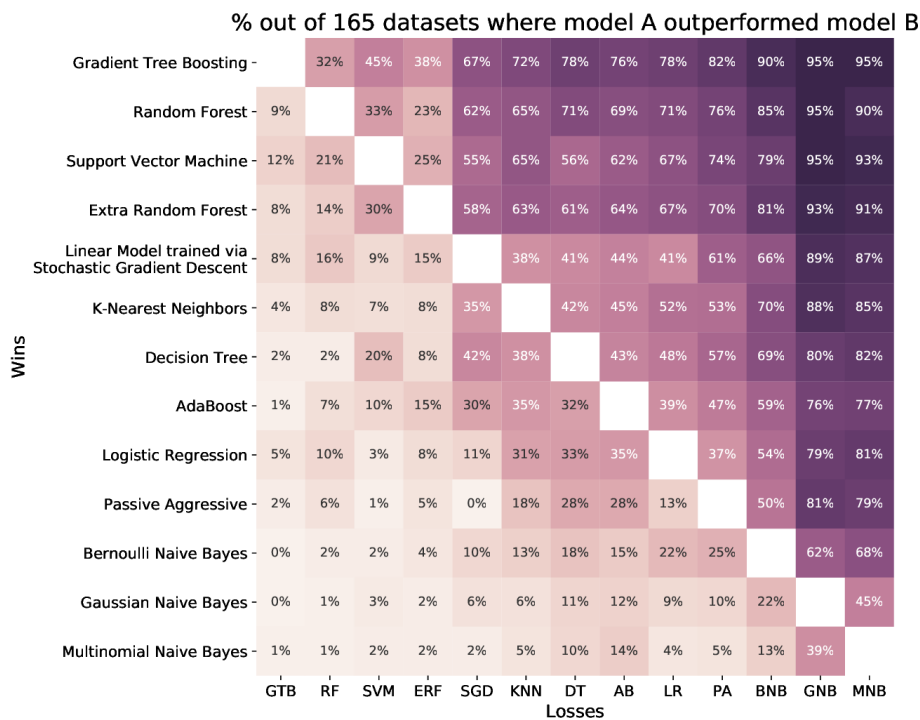 % out of 165 datasets where model A outperformed model B
Gradient Tree Boosting 32% 45% 38% 67% 72% 78% 76% 78% 82% 90% 95% 95%
Random Forest 9% 33% 23% 62% 65% 71% 69% 71% 76% 85% 95% 90%
Support Vector Machine 12% 21% 25% 55% 65% 56% 62% 67% 74% 79% 95% 93%
Extra Random Forest 8% 14% 30% 58% 63% 61% 64% 67% 70% 81% 93% 91%
Linear Model trained via
Stochastic Gradient Descent 8% 16% 9% 15% 38% 41% 44% 41% 61% 66% 89% 87%
K-Nearest Neighbors 4% 8% 7% 8% 35% 42% 45% 52% 53% 70% 88% 85%
Decision Tree 2% 2% 20% 8% 42% 38% 43% 48% 57% 69% 80% 82%
AdaBoost 1% 7% 10% 15% 30% 35% 32% 39% 47% 59% 76% 77%
Logistic Regression 5% 10% 3% 8% 11% 31% 33% 35% 37% 54% 79% 81%
Passive Aggressive 2% 6% 1% 5% 0% 18% 28% 28% 13% 50% 81% 79%
Bernoulli Naive Bayes 0% 2% 2% 4% 10% 13% 18% 15% 22% 25% 62% 68%
Gaussian Naive Bayes 0% 1% 3% 2% 6% 6% 11% 12% 9% 10% 22% 45%
Multinomial Naive Bayes 1% 1% 2% 2% 2% 5% 10% 14% 4% 5% 13% 39%
GTB RF SVM ERF SGD KNN DT AB LR PA BNB GNB MNB
Losses
Wins